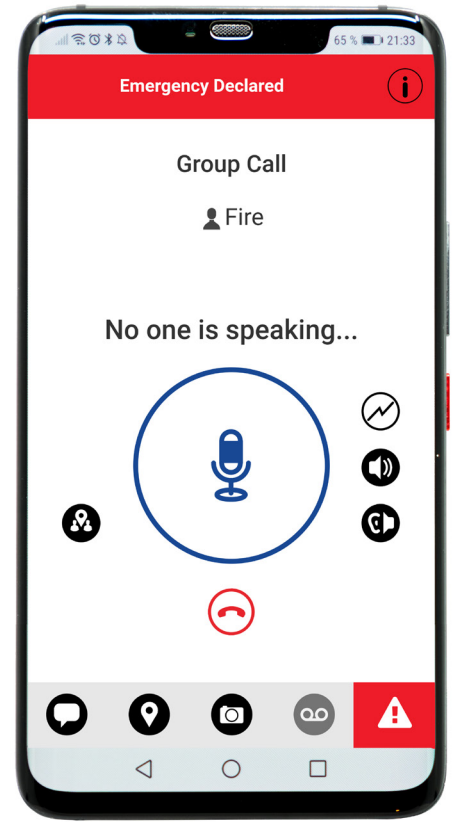 65 % 21:33
Emergency Declared
i
Group Call
Fire
No one is speaking...